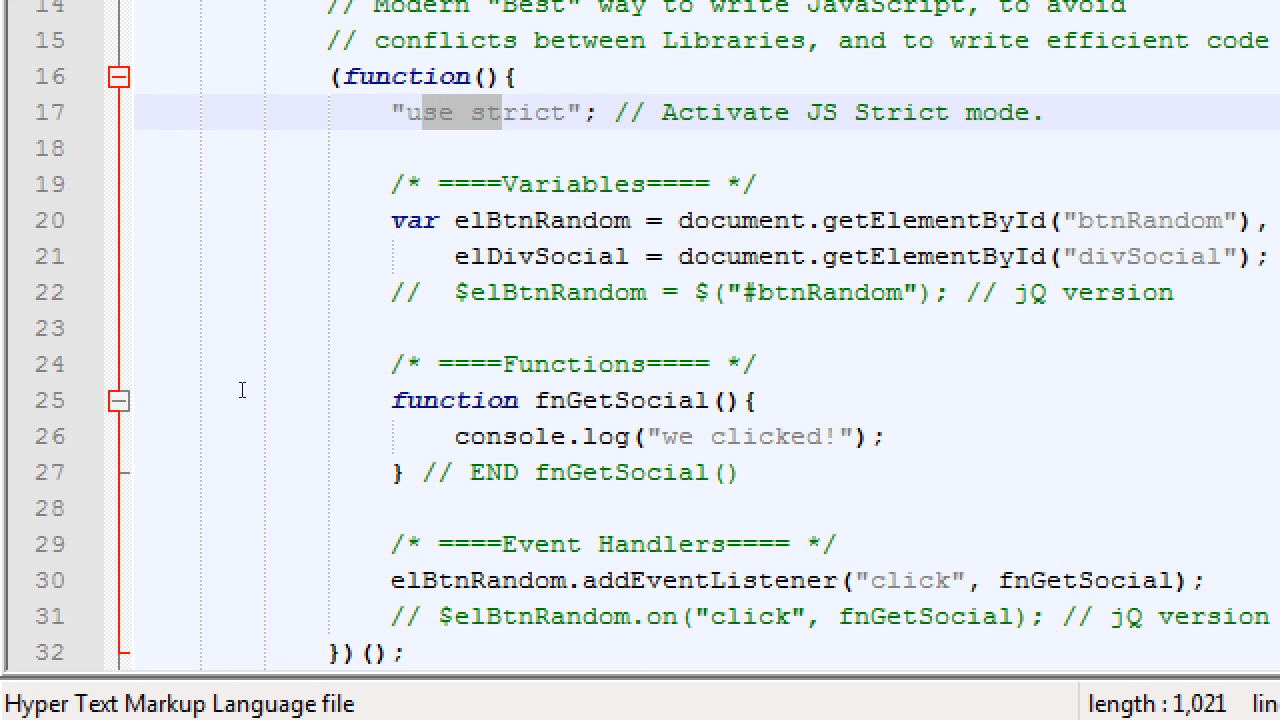 14 // Modern "Best" way to write JavaScript, to avoid
15 // conflicts between Libraries, and to write efficient code
16 (function(){
17 "use strict"; // Activate JS Strict mode.
18
19 /* ====Variables==== */
20 var elBtnRandom = document.getElementById("btnRandom"),
21 elDivSocial = document.getElementById("divSocial");
22 //  $elBtnRandom = $("#btnRandom"); // jQ version
23
24 /* ====Functions==== */
25 function fnGetSocial(){
26 console.log("we clicked!");
27 } // END fnGetSocial()
28
29 /* ====Event Handlers==== */
30 elBtnRandom.addEventListener("click", fnGetSocial);
31 // $elBtnRandom.on("click", fnGetSocial); // jQ version
32 })();
Hyper Text Markup Language file length : 1,021 lin